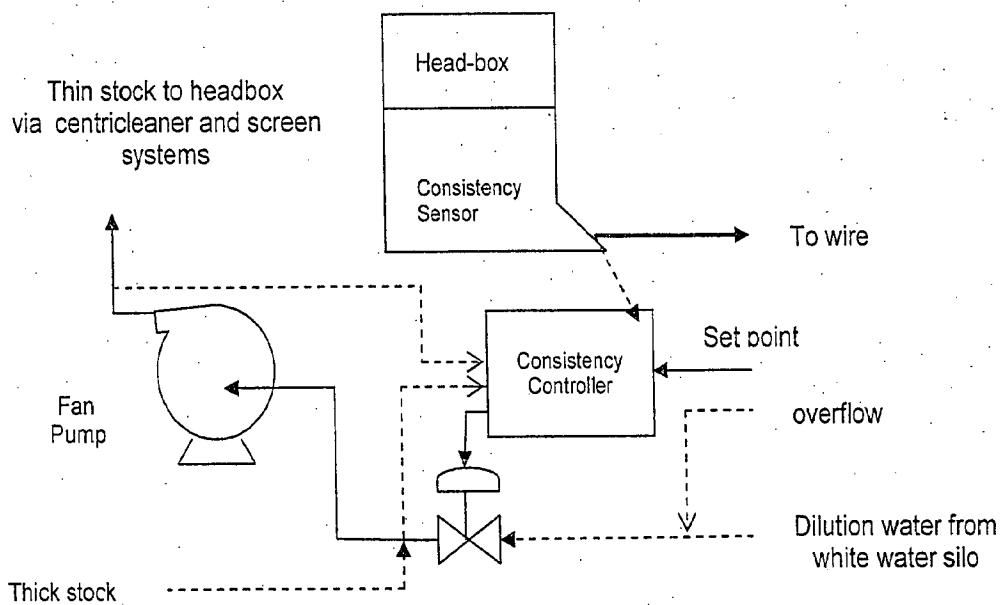 Head-box
Thin stock to headbox
via centricleaner and screen
systems
Consistency
Sensor
To wire
Set point
Consistency
Controller
Fan
Pump
overflow
Dilution water from
white water silo
Thick stock